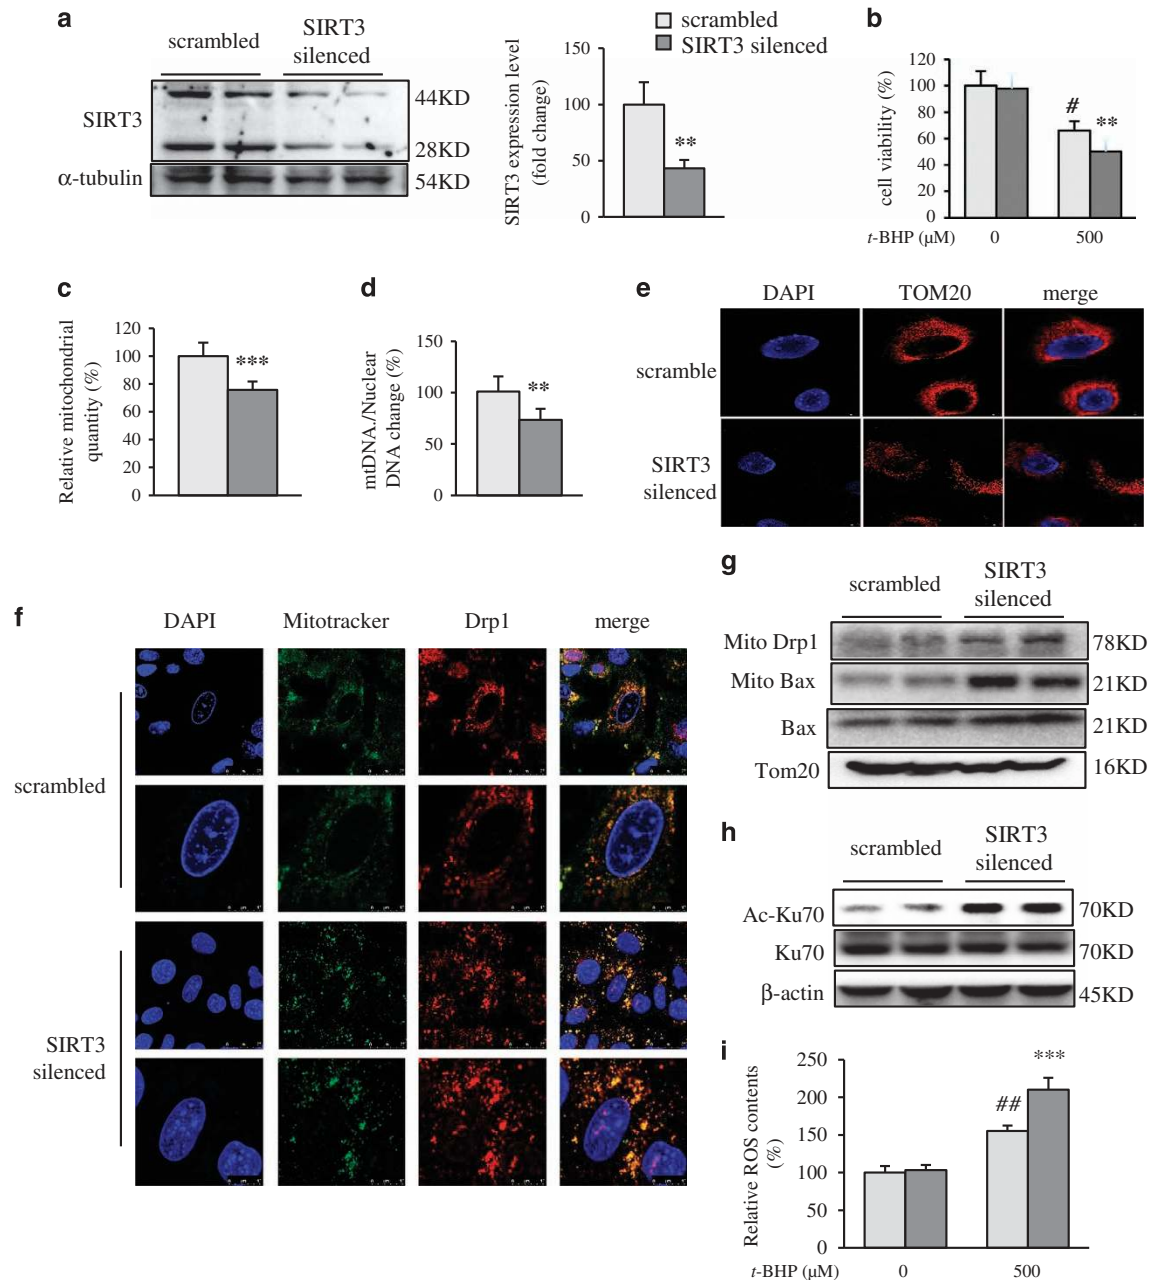 a
scrambled
SIRT3
silenced
SIRT3
44KD
28KD
α-tubulin
54KD
SIRT3 expression level
(fold change)
150
100
50
0
**
scrambled
SIRT3 silenced
b
cell viability (%)
120
100
80
60
40
20
0
#
**
t-BHP (μM)
0
500
c
Relative mitochondrial
quantity (%)
120
100
80
60
40
20
0
***
d
mtDNA./Nuclear
DNA change (%)
150
100
50
0
**
e
DAPI
TOM20
merge
scramble
SIRT3
silenced
f
DAPI
Mitotracker
Drp1
merge
scrambled
SIRT3
silenced
g
scrambled
SIRT3
silenced
Mito Drp1
78KD
Mito Bax
21KD
Bax
21KD
Tom20
16KD
h
scrambled
SIRT3
silenced
Ac-Ku70
70KD
Ku70
70KD
β-actin
45KD
i
Relative ROS contents
(%)
250
200
150
100
50
0
##
***
t-BHP (μM)
0
500